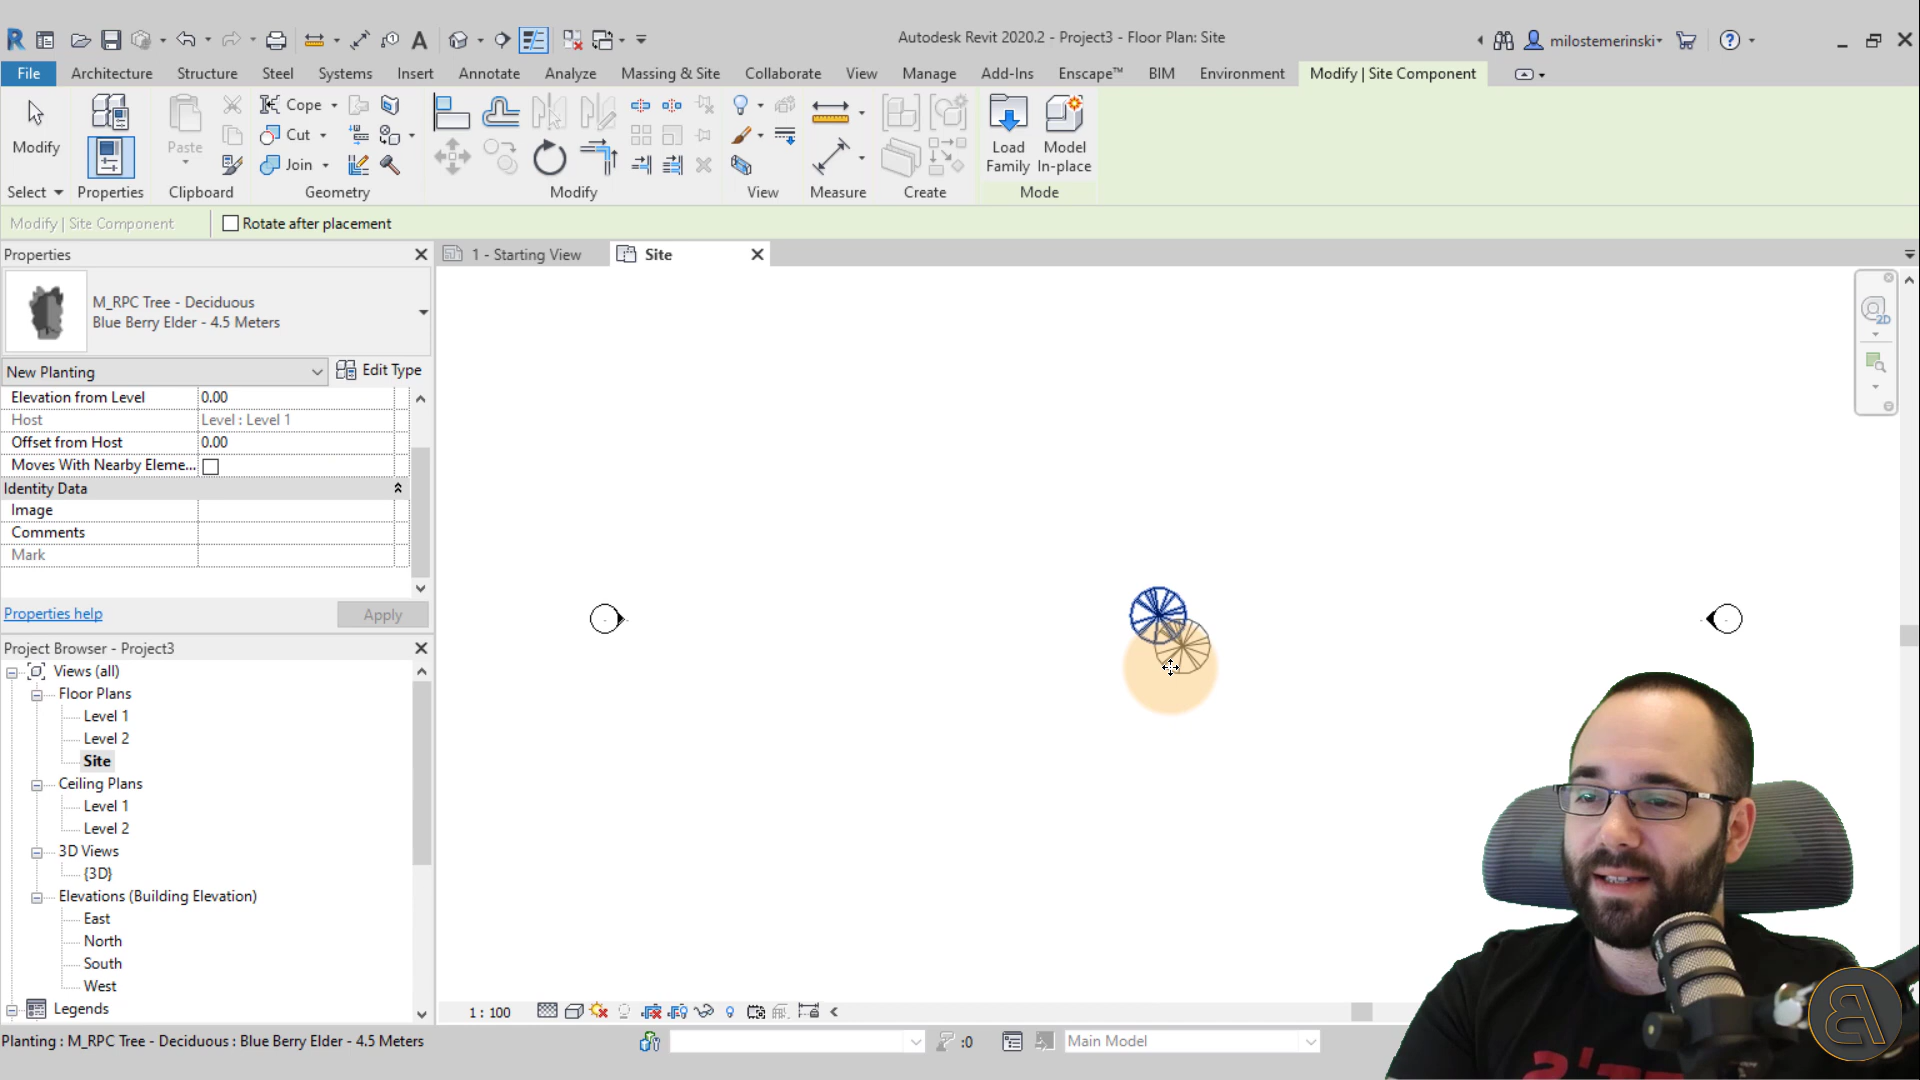 Autodesk Revit 2020.2 - Project3 - Floor Plan: Site
milostemerinski
File Architecture Structure Steel Systems Insert Annotate Analyze Massing & Site Collaborate View Manage Add-Ins Enscape™ BIM Environment Modify | Site Component
Modify
Paste
Cope
Cut
Join
Load Family
Model In-place
Select Properties Clipboard Geometry Modify View Measure Create Mode
Modify | Site Component Rotate after placement
Properties
1 - Starting View
Site
M_RPC Tree - Deciduous
Blue Berry Elder - 4.5 Meters
New Planting Edit Type
Elevation from Level 0.00
Host Level : Level 1
Offset from Host 0.00
Moves With Nearby Eleme...
Identity Data
Image
Comments
Mark
Properties help Apply
Project Browser - Project3
Views (all)
Floor Plans
Level 1
Level 2
Site
Ceiling Plans
Level 1
Level 2
3D Views
{3D}
Elevations (Building Elevation)
East
North
South
West
Legends
2D
1 : 100
Planting : M_RPC Tree - Deciduous : Blue Berry Elder - 4.5 Meters
:0
Main Model